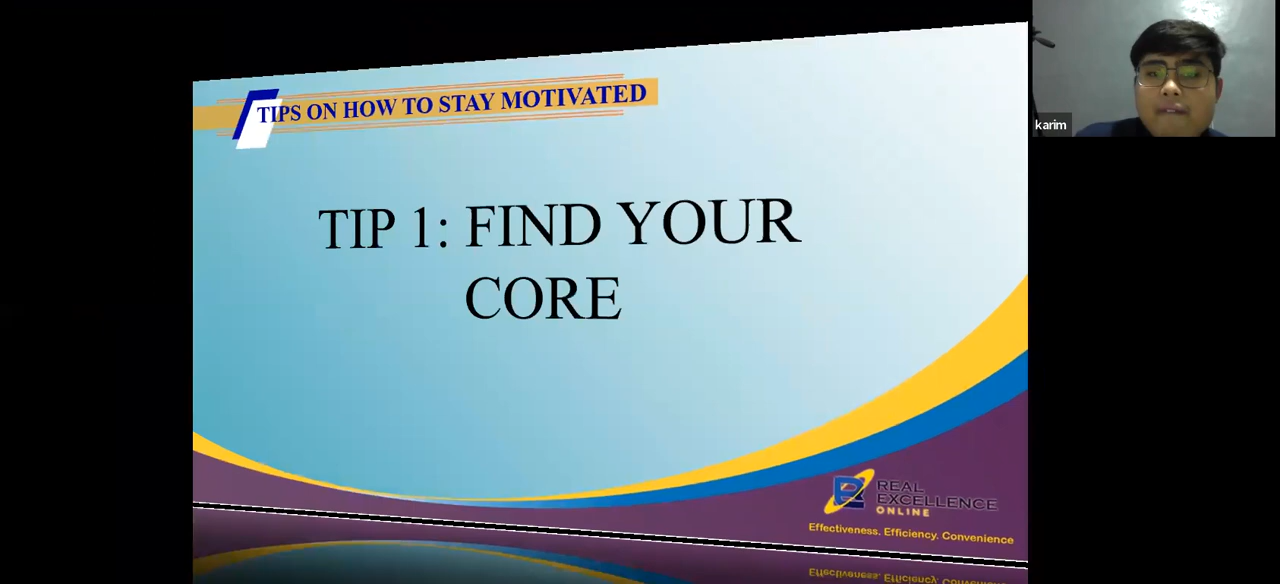 TIPS ON HOW TO STAY MOTIVATED
TIP 1: FIND YOUR
CORE
REAL
EXCELLENCE
ONLINE
Effectiveness. Efficiency. Convenience
karim